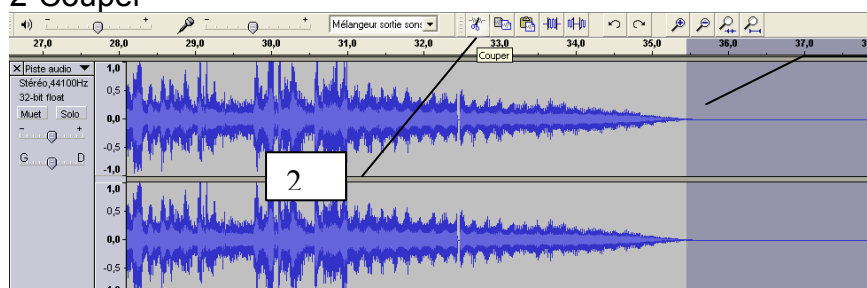 2 Couper
Mélangeur sortie son:
27,0 28,0 29,0 30,0 31,0 32,0 33,0 34,0 35,0 36,0 37,0
Couper
Piste audio
Stéréo,44100Hz
32-bit float
Muet Solo
- +
G D
1,0
0,5-
0,0-
-0,5-
-1,0
1,0
0,5-
0,0-
-0,5-
2